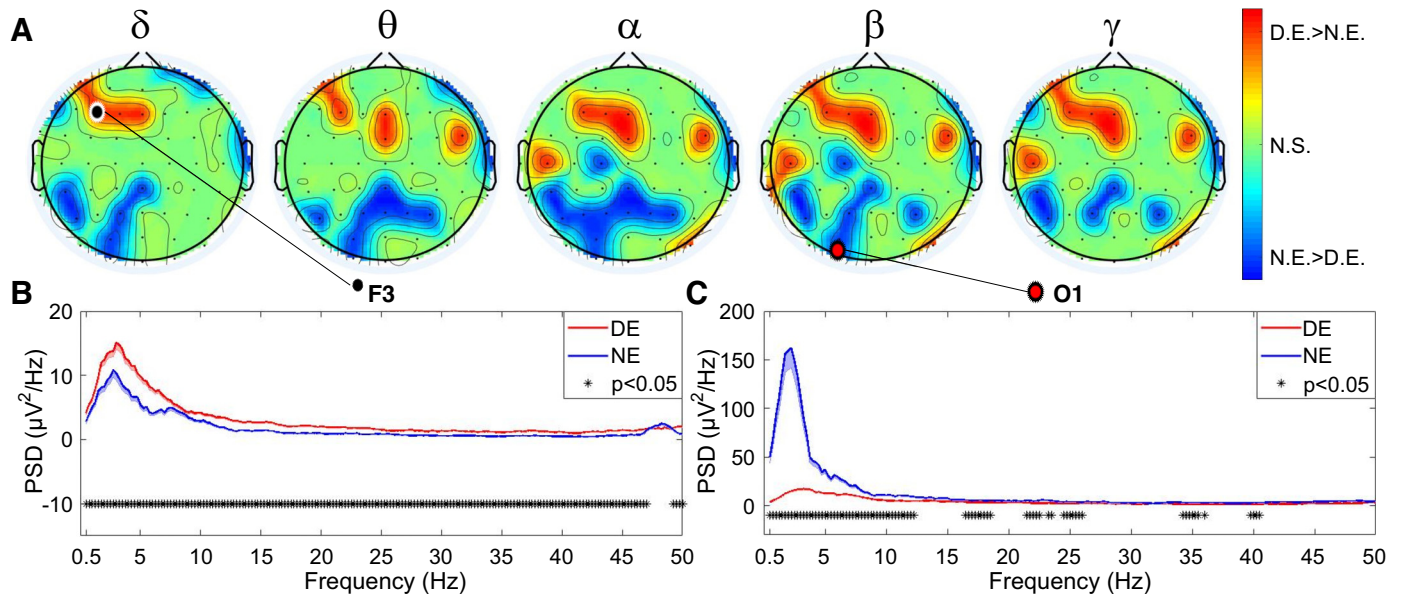 A δ θ α β γ
D.E.>N.E.
N.S.
N.E.>D.E.
F3
O1
B
20
10
0
-10
PSD (µV²/Hz)
DE
NE
* p<0.05
0.5 5 10 15 20 25 30 35 40 45 50
Frequency (Hz)
C
200
150
100
50
0
PSD (µV²/Hz)
DE
NE
* p<0.05
0.5 5 10 15 20 25 30 35 40 45 50
Frequency (Hz)